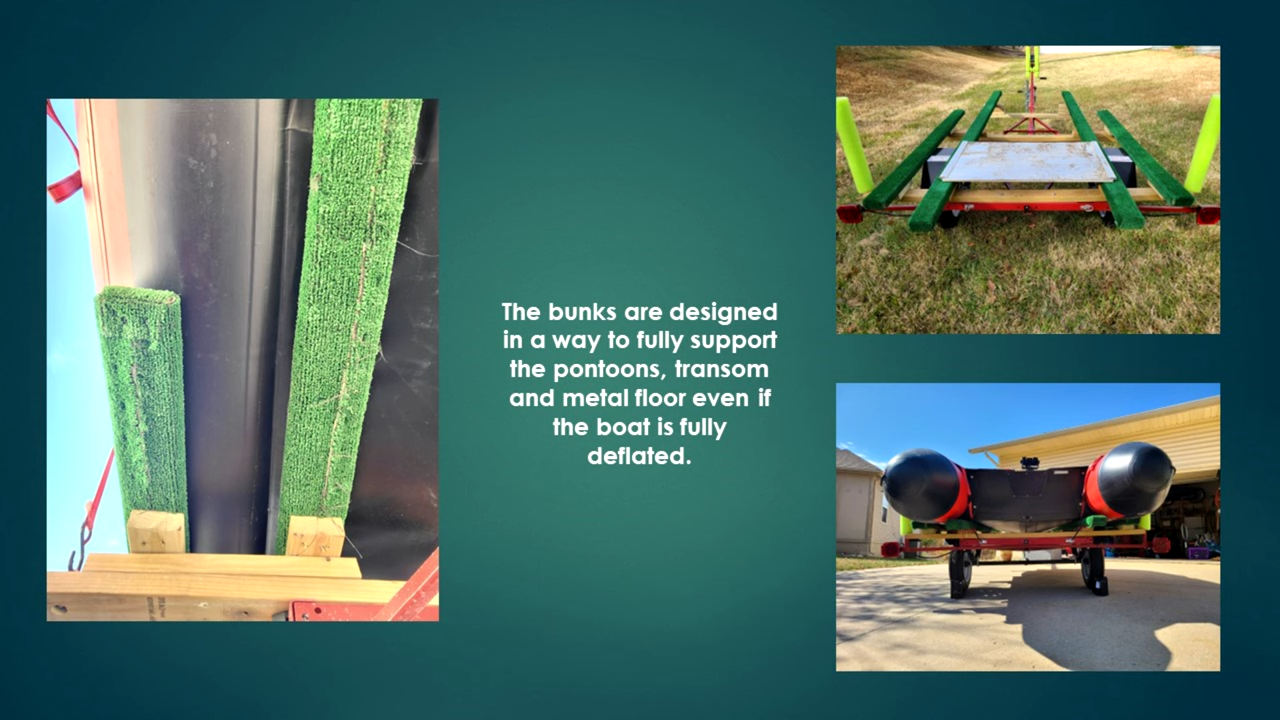 The bunks are designed
in a way to fully support
the pontoons, transom
and metal floor even if
the boat is fully
deflated.